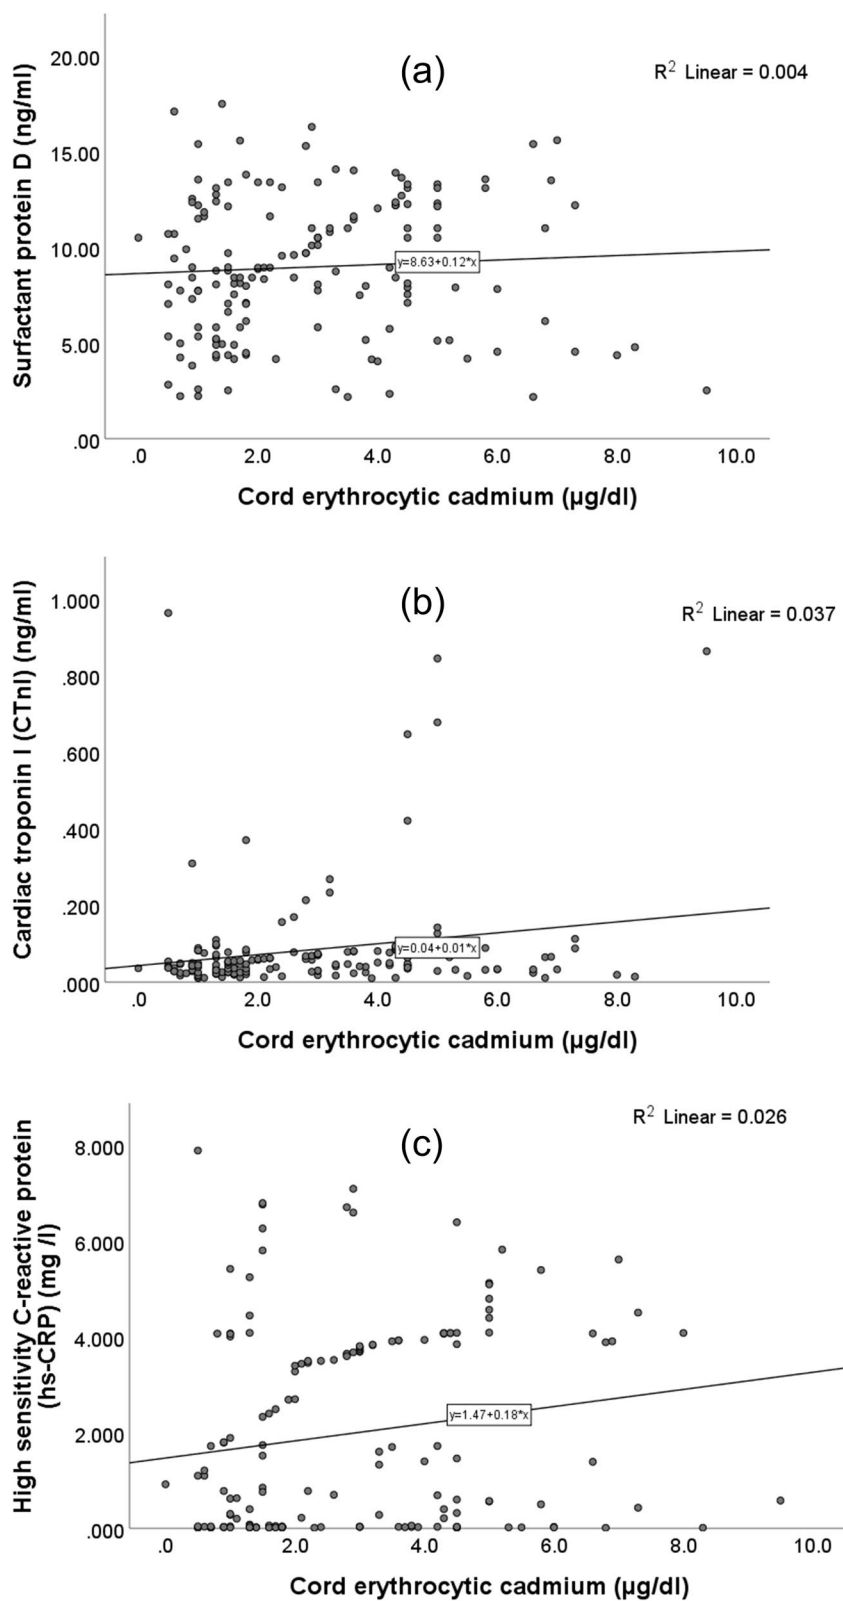 (a)
R² Linear = 0.004
Surfactant protein D (ng/ml)
20.00
15.00
10.00
5.00
.00
y=8.63+0.12*x
.0 2.0 4.0 6.0 8.0 10.0
Cord erythrocytic cadmium (µg/dl)
(b)
R² Linear = 0.037
Cardiac troponin I (CTnI) (ng/ml)
1.000
.800
.600
.400
.200
.000
y=0.04+0.01*x
.0 2.0 4.0 6.0 8.0 10.0
Cord erythrocytic cadmium (µg/dl)
(c)
R² Linear = 0.026
High sensitivity C-reactive protein
(hs-CRP) (mg /l)
8.000
6.000
4.000
2.000
.000
y=1.47+0.18*x
.0 2.0 4.0 6.0 8.0 10.0
Cord erythrocytic cadmium (µg/dl)